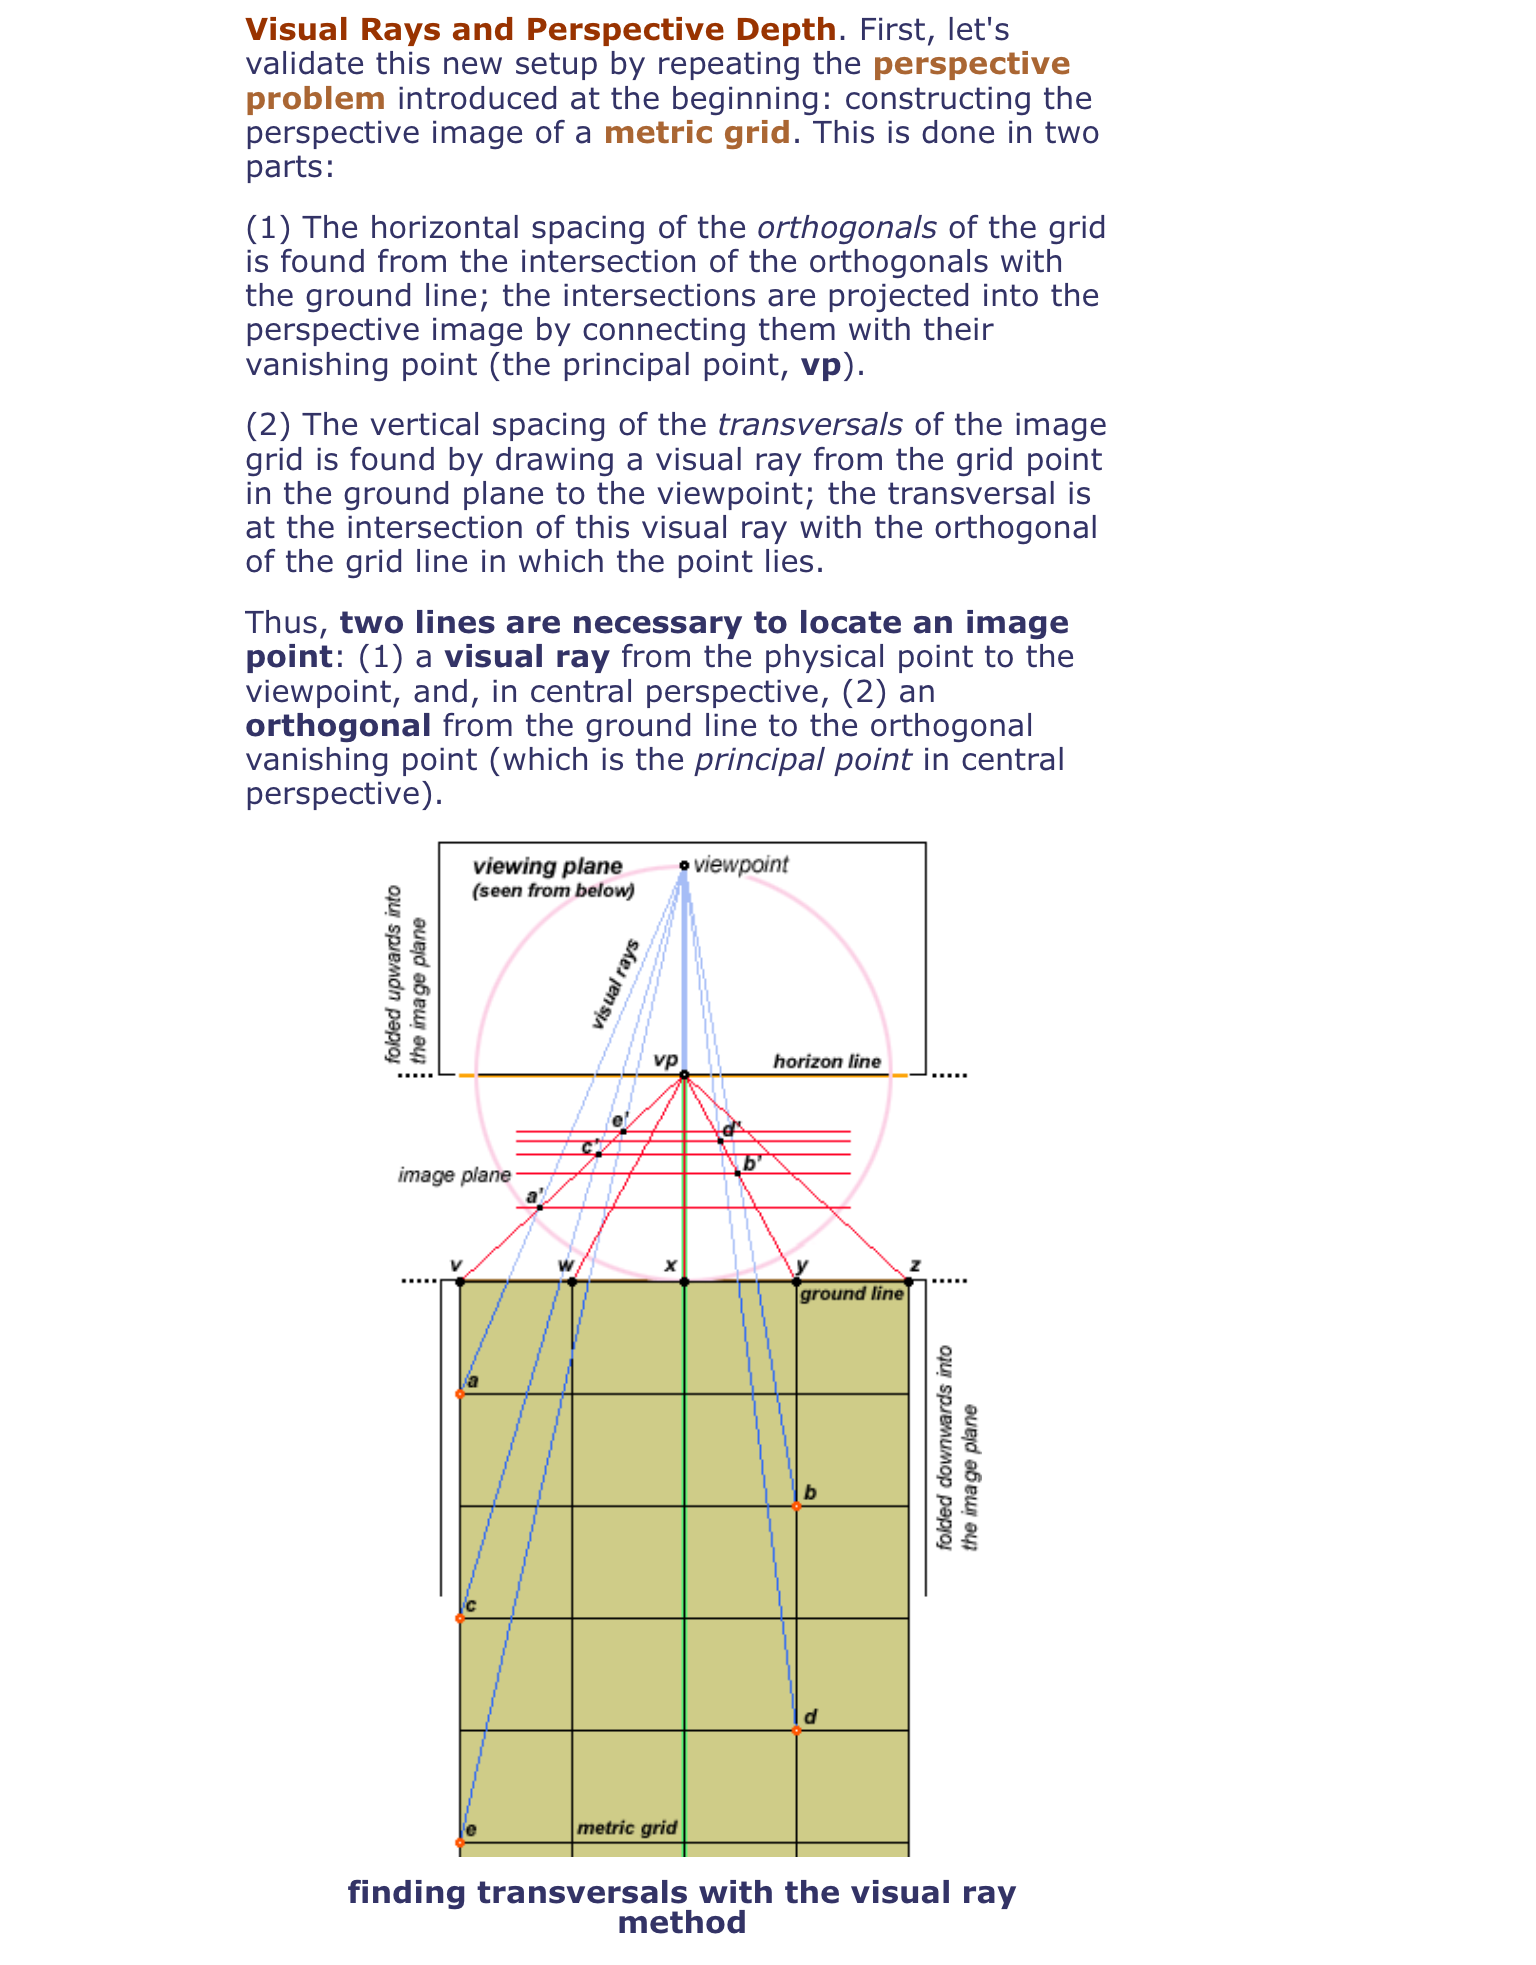 Visual Rays and Perspective Depth. First, let's
validate this new setup by repeating the perspective
problem introduced at the beginning: constructing the
perspective image of a metric grid. This is done in two
parts:
(1) The horizontal spacing of the orthogonals of the grid
is found from the intersection of the orthogonals with
the ground line; the intersections are projected into the
perspective image by connecting them with their
vanishing point (the principal point, vp).
(2) The vertical spacing of the transversals of the image
grid is found by drawing a visual ray from the grid point
in the ground plane to the viewpoint; the transversal is
at the intersection of this visual ray with the orthogonal
of the grid line in which the point lies.
Thus, two lines are necessary to locate an image
point: (1) a visual ray from the physical point to the
viewpoint, and, in central perspective, (2) an
orthogonal from the ground line to the orthogonal
vanishing point (which is the principal point in central
perspective).
viewing plane
(seen from below)
viewpoint
folded upwards into
the image plane
visual rays
vp
horizon line
e'
d'
c'
b'
image plane
a'
v
w
x
y
z
ground line
a
folded downwards into
the image plane
b
c
d
e
metric grid
finding transversals with the visual ray
method